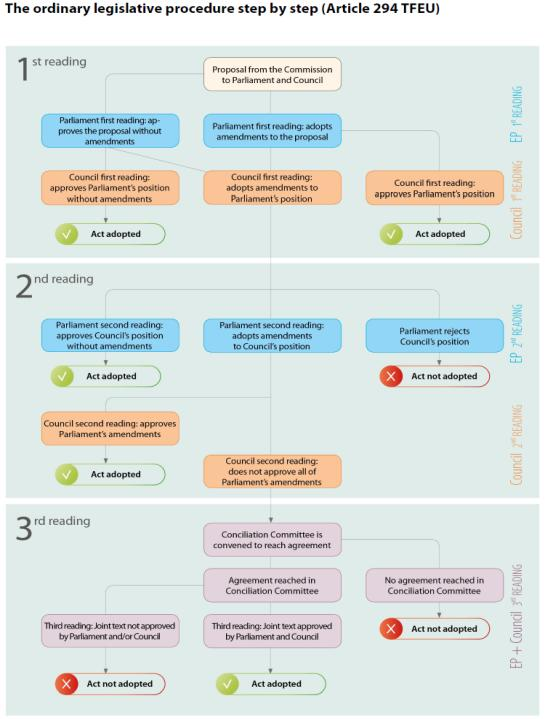 The ordinary legislative procedure step by step (Article 294 TFEU)
1st reading
Proposal from the Commission
to Parliament and Council
Parliament first reading: ap-
proves the proposal without
amendments
Parliament first reading: adopts
amendments to the proposal
EP 1st READING
Council first reading:
approves Parliament's position
without amendments
Council first reading:
adopts amendments to
Parliament's position
Council first reading:
approves Parliament's position
Council 1st READING
Act adopted
Act adopted
2nd reading
Parliament second reading:
approves Council's position
without amendments
Parliament second reading:
adopts amendments
to Council's position
Parliament rejects
Council's position
EP 2nd READING
Act adopted
Act not adopted
Council second reading: approves
Parliament's amendments
Council 2nd READING
Act adopted
Council second reading:
does not approve all of
Parliament's amendments
3rd reading
Conciliation Committee is
convened to reach agreement
Agreement reached in
Conciliation Committee
No agreement reached in
Conciliation Committee
EP + Council 3rd READING
Third reading: Joint text not approved
by Parliament and/or Council
Third reading: Joint text approved
by Parliament and Council
Act not adopted
Act not adopted
Act adopted